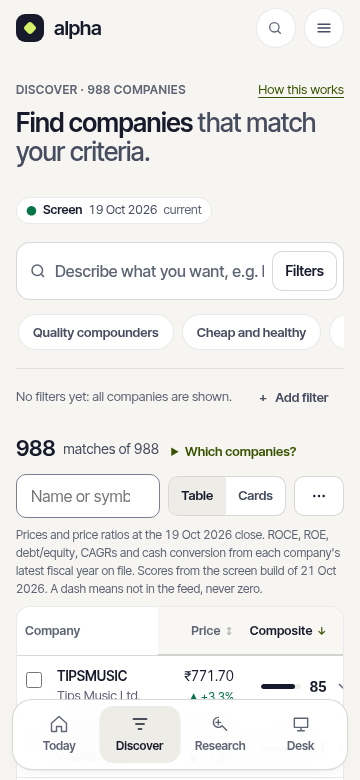 alpha
DISCOVER · 988 COMPANIES
How this works
Find companies that match
your criteria.
Screen 19 Oct 2026 current
Describe what you want, e.g.
Filters
Quality compounders
Cheap and healthy
No filters yet: all companies are shown.
+ Add filter
988 matches of 988
▶ Which companies?
Name or symb
Table
Cards
...
Prices and price ratios at the 19 Oct 2026 close. ROCE, ROE,
debt/equity, CAGRs and cash conversion from each company's
latest fiscal year on file. Scores from the screen build of 21 Oct
2026. A dash means not in the feed, never zero.
Company Price ↕ Composite ↓
TIPSMUSIC ₹771.70
85
Tips Music Ltd. ▲ +3.3%
Today
Discover
Research
Desk